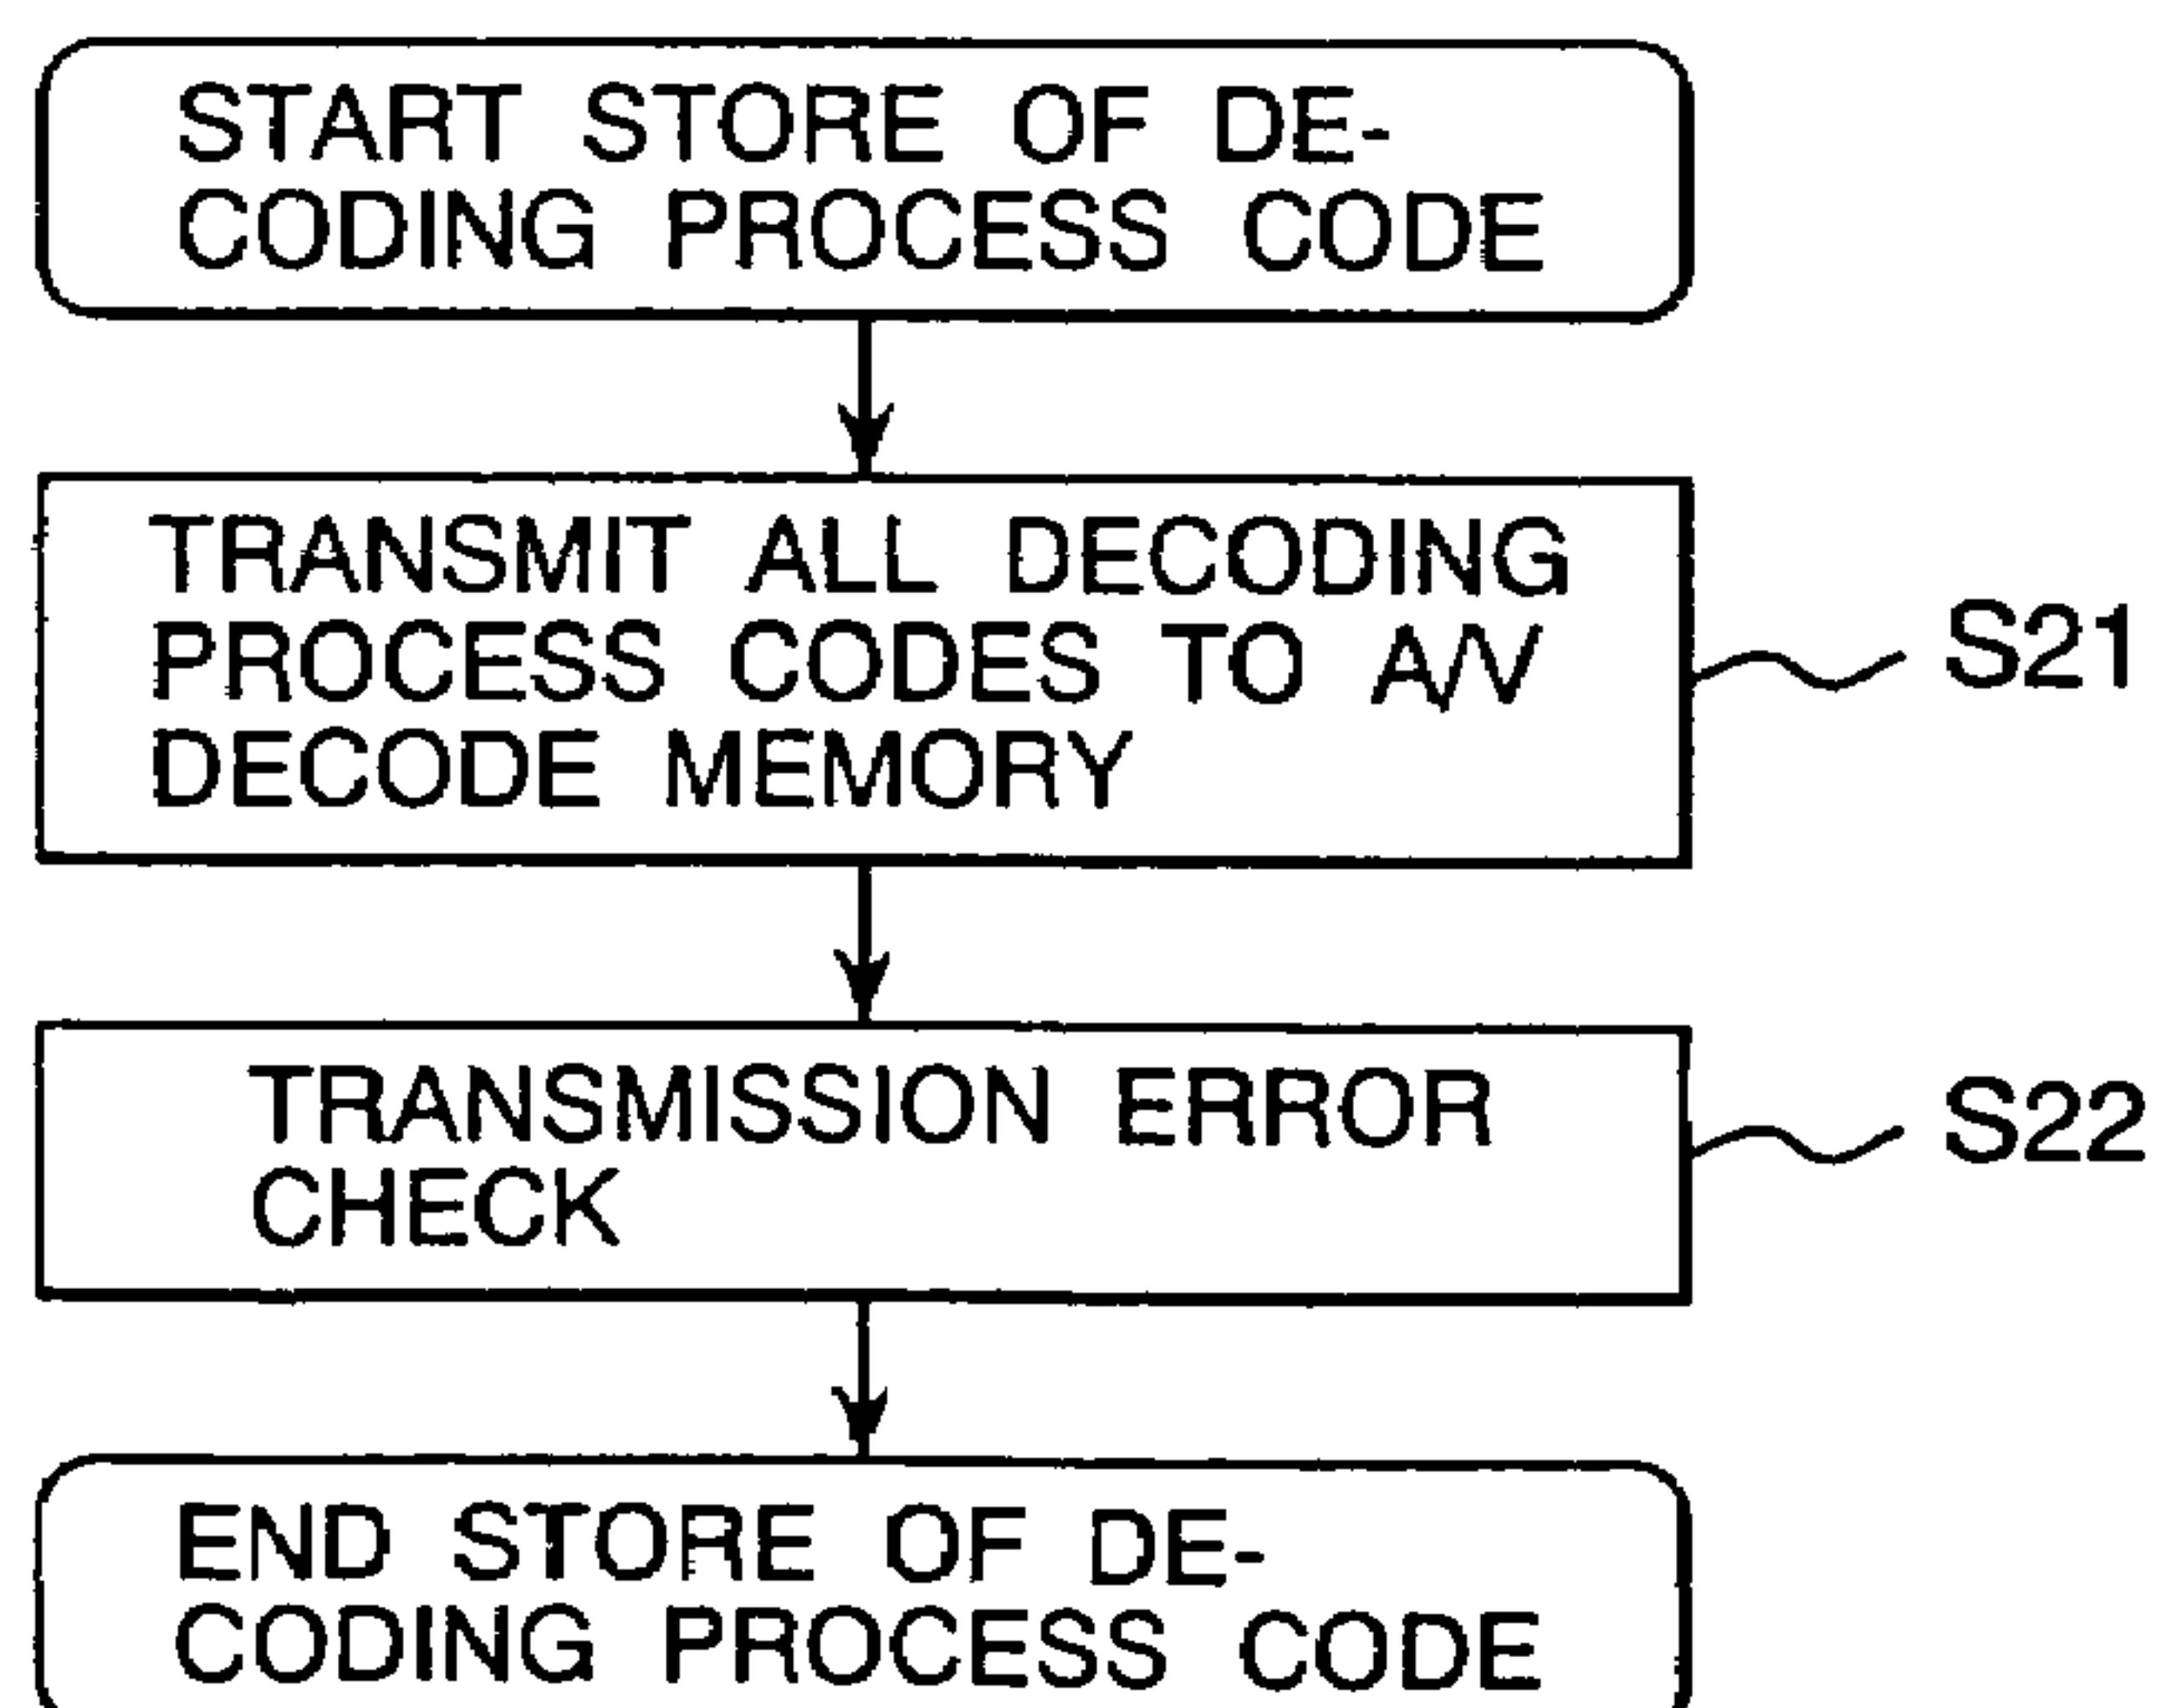 START STORE OF DE-
CODING PROCESS CODE
TRANSMIT ALL DECODING
PROCESS CODES TO A/V
DECODE MEMORY
S21
TRANSMISSION ERROR
CHECK
S22
END STORE OF DE-
CODING PROCESS CODE